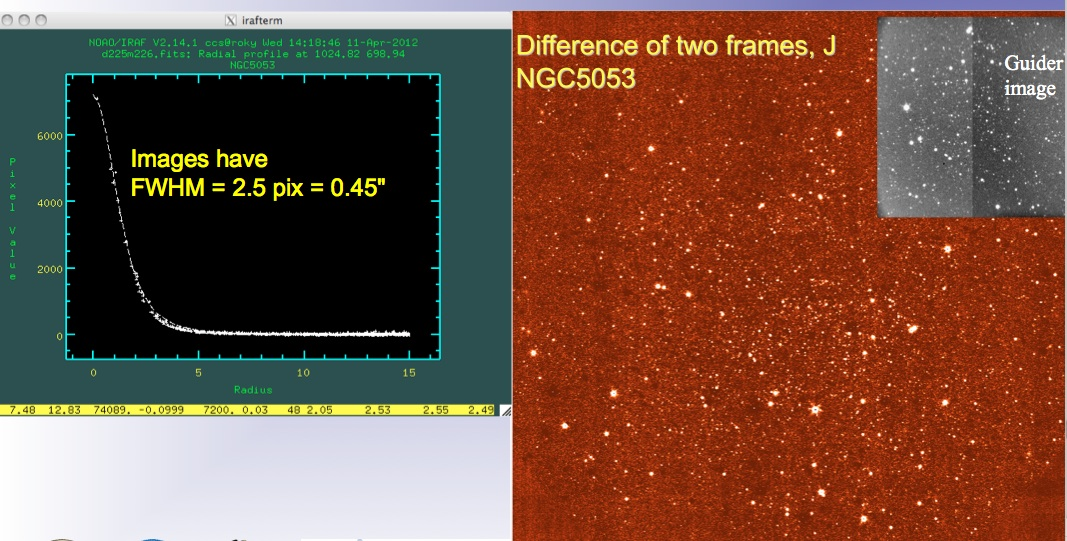 irafterm
NOAO/IRAF V2.14.1 ccs@roky Wed 14:18:46 11-Apr-2012
d225m226.fits: Radial profile at 1024.82 698.94
NGC5053
Images have
FWHM = 2.5 pix = 0.45"
Pixel Value
6000
4000
2000
0
0 5 10 15
Radius
7.48 12.83 74089. -0.0999 7200. 0.03 48 2.05 2.53 2.55 2.49
Difference of two frames, J
NGC5053
Guider
image